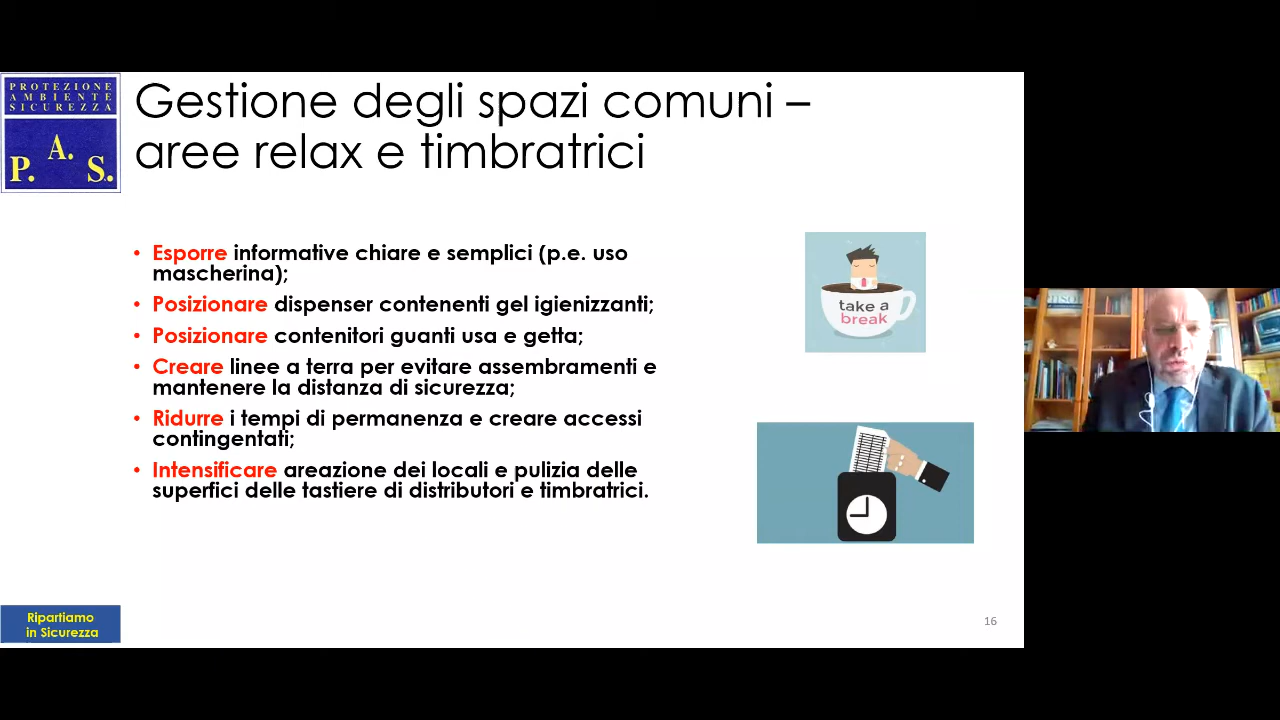 PROTEZIONE
AMBIENTE
SICUREZZA
P. A. S.
Gestione degli spazi comuni –
aree relax e timbratrici
• Esporre informative chiare e semplici (p.e. uso
mascherina);
• Posizionare dispenser contenenti gel igienizzanti;
• Posizionare contenitori guanti usa e getta;
• Creare linee a terra per evitare assembramenti e
mantenere la distanza di sicurezza;
• Ridurre i tempi di permanenza e creare accessi
contingentati;
• Intensificare areazione dei locali e pulizia delle
superfici delle tastiere di distributori e timbratrici.
take a
break
Ripartiamo
in Sicurezza
16